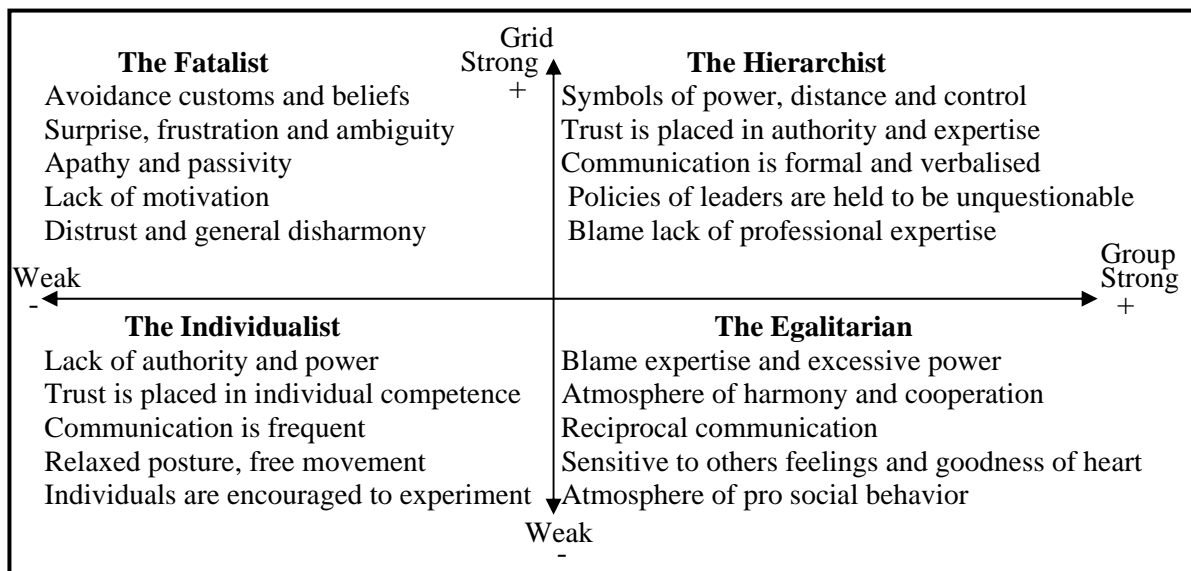 Grid
Strong
+
The Fatalist
Avoidance customs and beliefs
Surprise, frustration and ambiguity
Apathy and passivity
Lack of motivation
Distrust and general disharmony
The Hierarchist
Symbols of power, distance and control
Trust is placed in authority and expertise
Communication is formal and verbalised
Policies of leaders are held to be unquestionable
Blame lack of professional expertise
Weak
-
Group
Strong
+
The Individualist
Lack of authority and power
Trust is placed in individual competence
Communication is frequent
Relaxed posture, free movement
Individuals are encouraged to experiment
The Egalitarian
Blame expertise and excessive power
Atmosphere of harmony and cooperation
Reciprocal communication
Sensitive to others feelings and goodness of heart
Atmosphere of pro social behavior
Weak
-